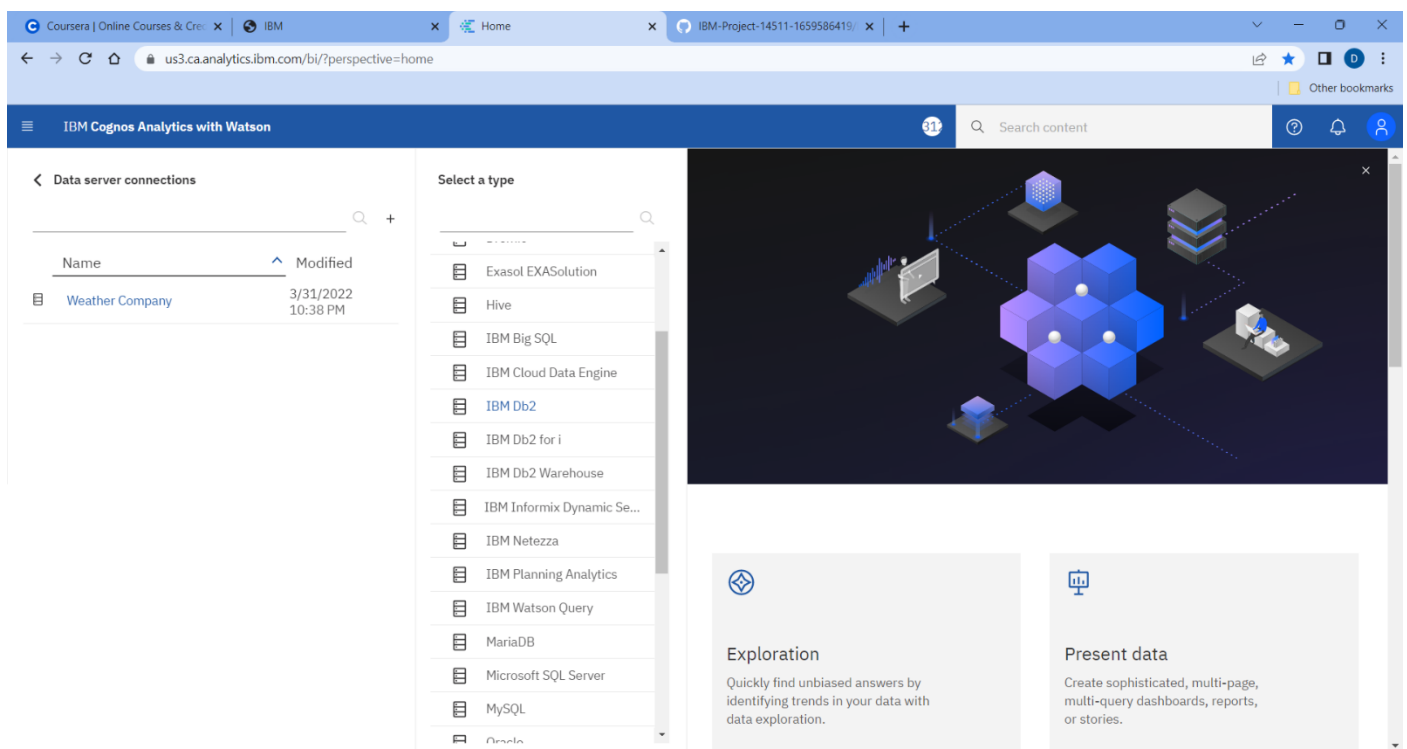 Coursera | Online Courses & Cre
IBM
Home
IBM-Project-14511-1659586419/
us3.ca.analytics.ibm.com/bi/?perspective=home
D
Other bookmarks
IBM Cognos Analytics with Watson
Search content
Data server connections
Name
Modified
Weather Company
3/31/2022
10:38 PM
Select a type
Exasol EXASolution
Hive
IBM Big SQL
IBM Cloud Data Engine
IBM Db2
IBM Db2 for i
IBM Db2 Warehouse
IBM Informix Dynamic Se...
IBM Netezza
IBM Planning Analytics
IBM Watson Query
MariaDB
Microsoft SQL Server
MySQL
Oracle
Exploration
Quickly find unbiased answers by
identifying trends in your data with
data exploration.
Present data
Create sophisticated, multi-page,
multi-query dashboards, reports,
or stories.